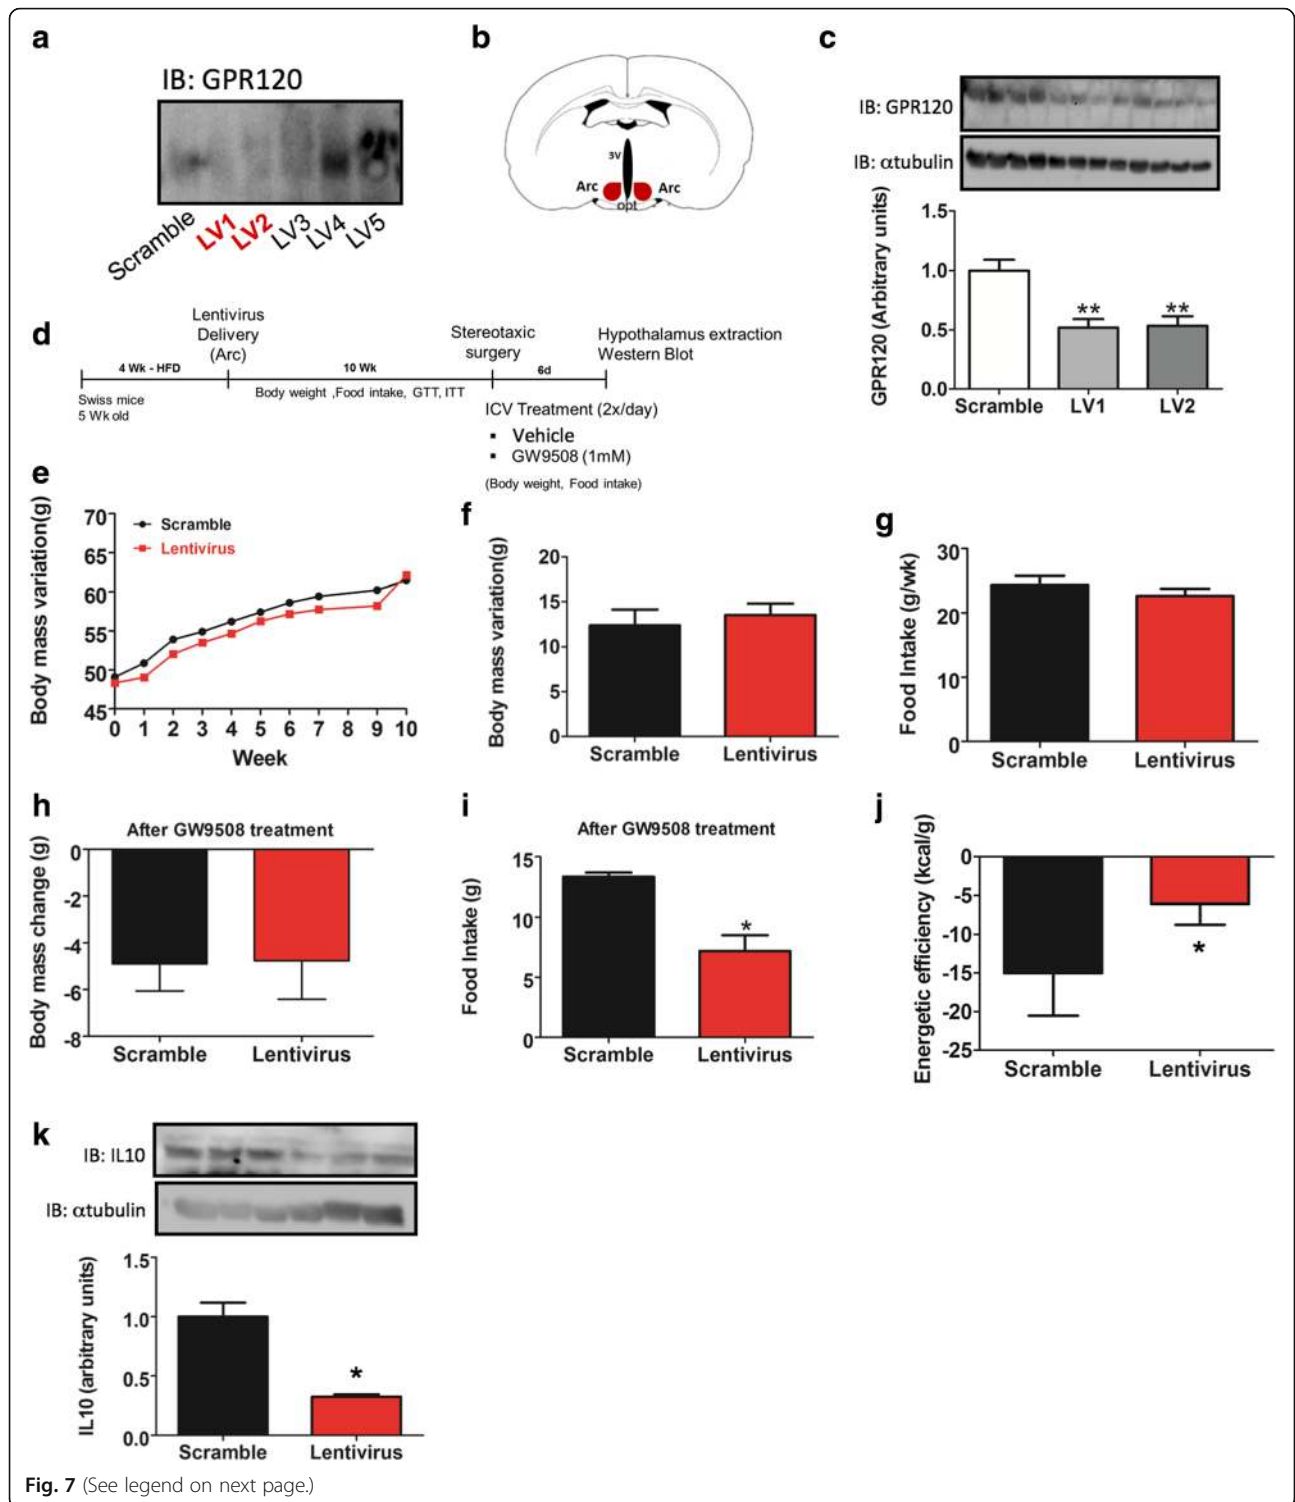 a
IB: GPR120
Scramble
LV1
LV2
LV3
LV4
LV5
b
3V
Arc
Arc
opt
c
IB: GPR120
IB: αtubulin
GPR120 (Arbitrary units)
1.5
1.0
0.5
0.0
**
**
Scramble LV1 LV2
d
Lentivirus
Delivery
(Arc)
Stereotaxic
surgery
Hypothalamus extraction
Western Blot
4 Wk - HFD
10 Wk
6d
Swiss mice
5 Wk old
Body weight ,Food intake, GTT, ITT
ICV Treatment (2x/day)
▪ Vehicle
▪ GW9508 (1mM)
(Body weight, Food intake)
e
Body mass variation(g)
70
65
60
55
50
45
Scramble
Lentivirus
0 1 2 3 4 5 6 7 8 9 10
Week
f
Body mass variation(g)
20
15
10
5
0
Scramble Lentivirus
g
Food Intake (g/wk)
30
20
10
0
Scramble Lentivirus
h
After GW9508 treatment
Body mass change (g)
0
-2
-4
-6
-8
Scramble Lentivirus
i
After GW9508 treatment
Food Intake (g)
15
10
5
0
*
Scramble Lentivirus
j
Energetic efficiency (kcal/g)
0
-5
-10
-15
-20
-25
*
Scramble Lentivirus
k
IB: IL10
IB: αtubulin
IL10 (arbitrary units)
1.5
1.0
0.5
0.0
*
Scramble Lentivirus
Fig. 7 (See legend on next page.)